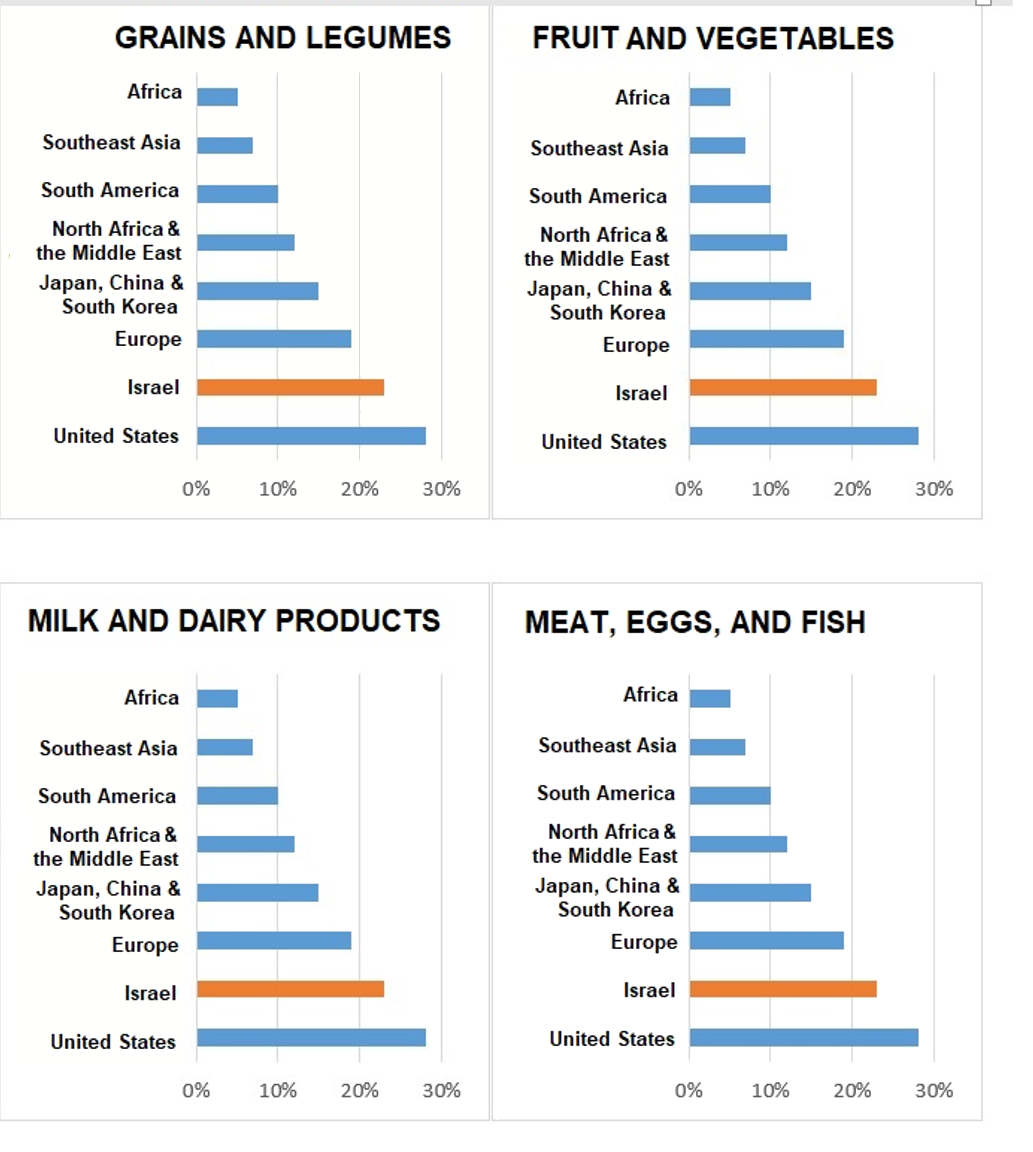 GRAINS AND LEGUMES
Africa
Southeast Asia
South America
North Africa &
the Middle East
Japan, China &
South Korea
Europe
Israel
United States
0% 10% 20% 30%
FRUIT AND VEGETABLES
Africa
Southeast Asia
South America
North Africa &
the Middle East
Japan, China &
South Korea
Europe
Israel
United States
0% 10% 20% 30%
MILK AND DAIRY PRODUCTS
Africa
Southeast Asia
South America
North Africa &
the Middle East
Japan, China &
South Korea
Europe
Israel
United States
0% 10% 20% 30%
MEAT, EGGS, AND FISH
Africa
Southeast Asia
South America
North Africa &
the Middle East
Japan, China &
South Korea
Europe
Israel
United States
0% 10% 20% 30%